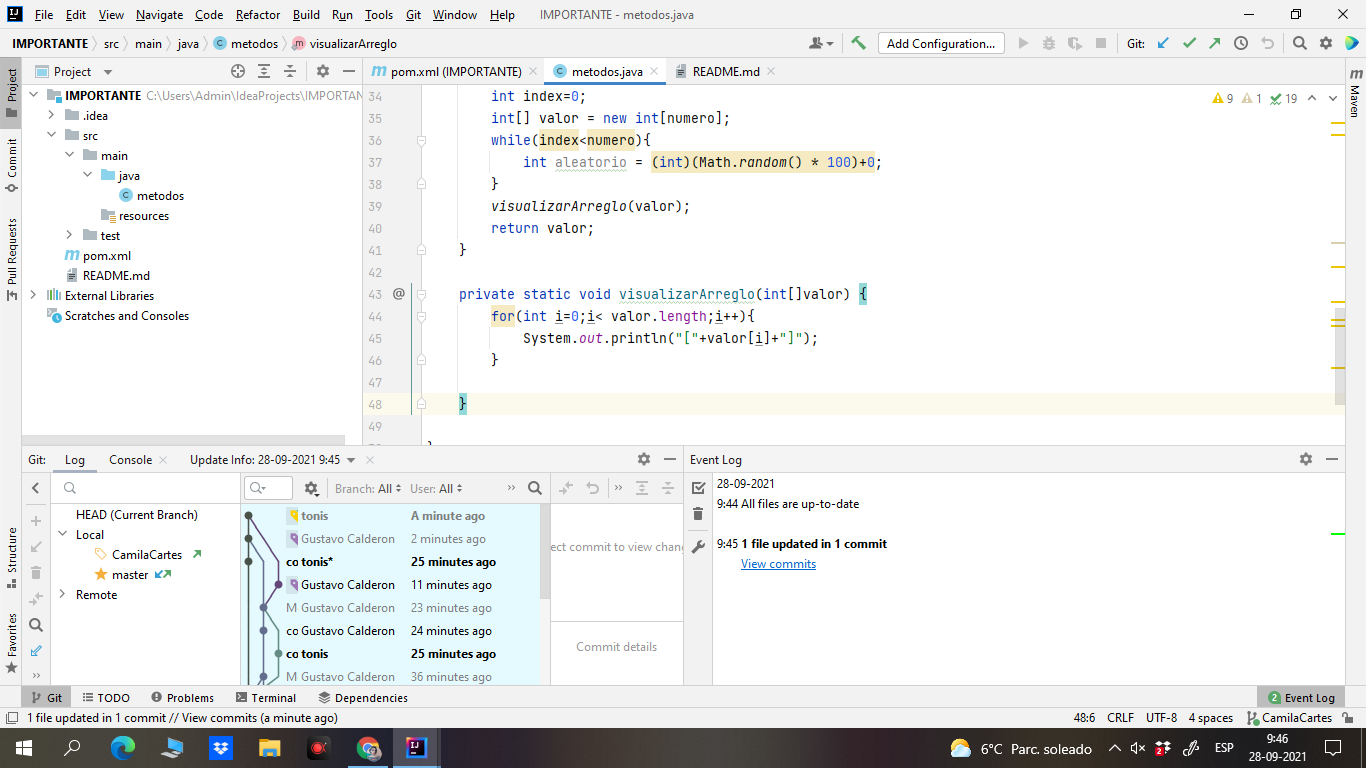 File Edit View Navigate Code Refactor Build Run Tools Git Window Help IMPORTANTE - metodos.java
IMPORTANTE src main java metodos visualizarArreglo Add Configuration... Git:
Project
pom.xml (IMPORTANTE) metodos.java README.md
IMPORTANTE C:\Users\Admin\IdeaProjects\IMPORTAN
.idea
src
main
java
metodos
resources
test
pom.xml
README.md
External Libraries
Scratches and Consoles
Project
Commit
Pull Requests
Structure
Favorites
Maven
9 1 19
34 int index=0;
35 int[] valor = new int[numero];
36 while(index<numero){
37 int aleatorio = (int)(Math.random() * 100)+0;
38 }
39 visualizarArreglo(valor);
40 return valor;
41 }
42
43 @ private static void visualizarArreglo(int[]valor) {
44 for(int i=0;i< valor.length;i++){
45 System.out.println("["+valor[i]+"]");
46 }
47
48 }
49
Git: Log Console Update Info: 28-09-2021 9:45
Branch: All User: All
HEAD (Current Branch)
Local
CamilaCartes
master
Remote
tonis A minute ago
Gustavo Calderon 2 minutes ago
co tonis* 25 minutes ago
Gustavo Calderon 11 minutes ago
M Gustavo Calderon 23 minutes ago
co Gustavo Calderon 24 minutes ago
co tonis 25 minutes ago
M Gustavo Calderon 36 minutes ago
ect commit to view chang
Commit details
Event Log
28-09-2021
9:44 All files are up-to-date
9:45 1 file updated in 1 commit
View commits
Git TODO Problems Terminal Dependencies 2 Event Log
1 file updated in 1 commit // View commits (a minute ago) 48:6 CRLF UTF-8 4 spaces CamilaCartes
6°C Parc. soleado ESP 9:46
28-09-2021